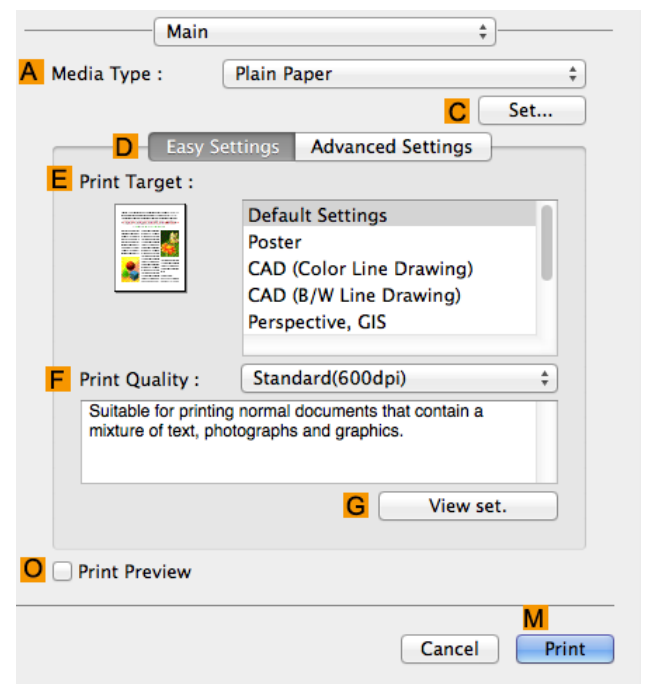 Main
A Media Type : Plain Paper
C Set...
D Easy Settings Advanced Settings
E Print Target :
Default Settings
Poster
CAD (Color Line Drawing)
CAD (B/W Line Drawing)
Perspective, GIS
F Print Quality : Standard(600dpi)
Suitable for printing normal documents that contain a
mixture of text, photographs and graphics.
G View set.
O Print Preview
M
Cancel Print